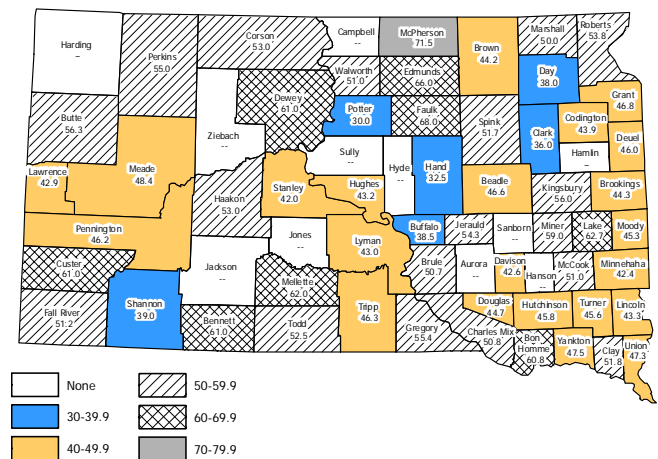 Harding
–
Perkins
55.0
Corson
53.0
Campbell
--
McPherson
71.5
Brown
44.2
Marshall
50.0
Roberts
53.8
Walworth
51.0
Edmunds
66.0
Day
38.0
Butte
56.3
Dewey
61.0
Potter
30.0
Faulk
68.0
Spink
51.7
Grant
46.8
Codington
43.9
Clark
36.0
Deuel
46.0
Ziebach
--
Sully
--
Hyde
--
Hand
32.5
Hamlin
--
Lawrence
42.9
Meade
48.4
Haakon
53.0
Stanley
42.0
Hughes
43.2
Beadle
46.6
Kingsbury
56.0
Brookings
44.3
Pennington
46.2
Jones
--
Lyman
43.0
Buffalo
38.5
Jerauld
54.3
Sanborn
--
Miner
59.0
Lake
62.7
Moody
45.3
Custer
61.0
Jackson
--
Mellette
62.0
Brule
50.7
Aurora
--
Davison
42.6
Hanson
--
McCook
51.0
Minnehaha
42.4
Fall River
51.2
Shannon
39.0
Bennett
61.0
Todd
52.5
Tripp
46.3
Gregory
55.4
Douglas
44.7
Charles Mix
50.8
Hutchinson
45.8
Turner
45.6
Lincoln
43.3
Bon
Homme
60.8
Yankton
47.5
Clay
51.8
Union
47.3
None
50-59.9
30-39.9
60-69.9
40-49.9
70-79.9